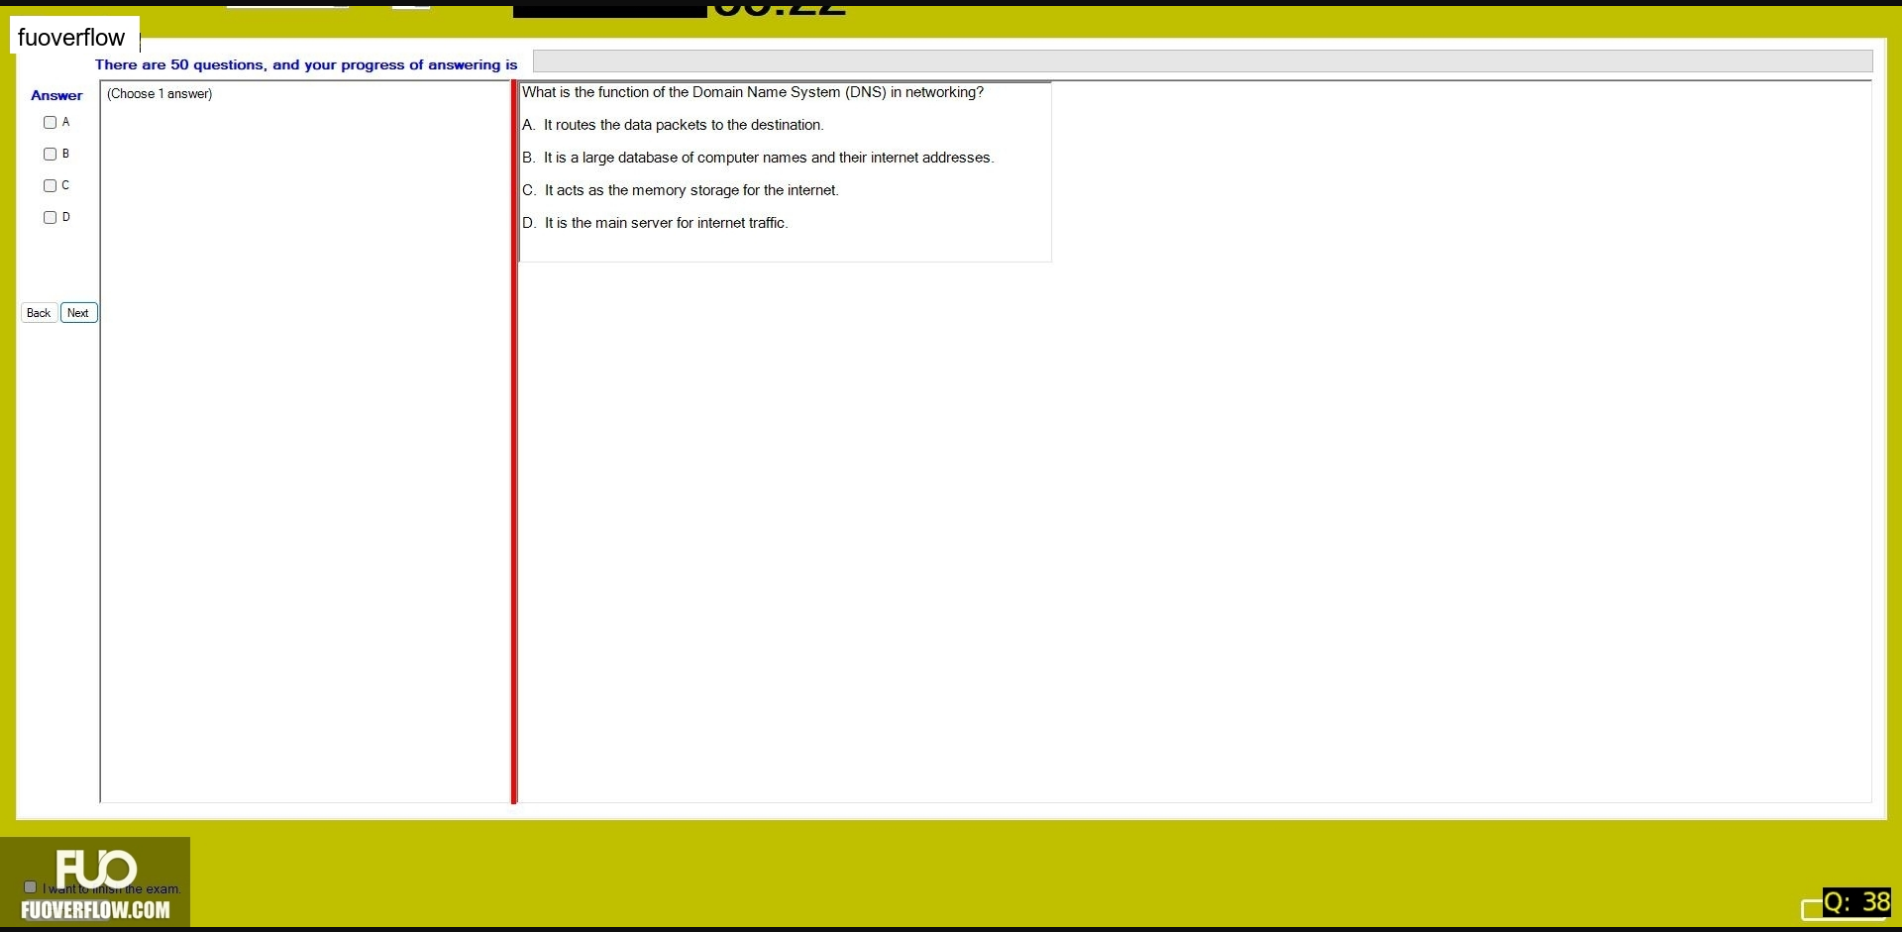 fuoverflow
There are 50 questions, and your progress of answering is
Answer
(Choose 1 answer)
A
B
C
D
Back
Next
What is the function of the Domain Name System (DNS) in networking?
A. It routes the data packets to the destination.
B. It is a large database of computer names and their internet addresses.
C. It acts as the memory storage for the internet.
D. It is the main server for internet traffic.
FUO
I want to finish the exam.
FUOVERFLOW.COM
Q: 38